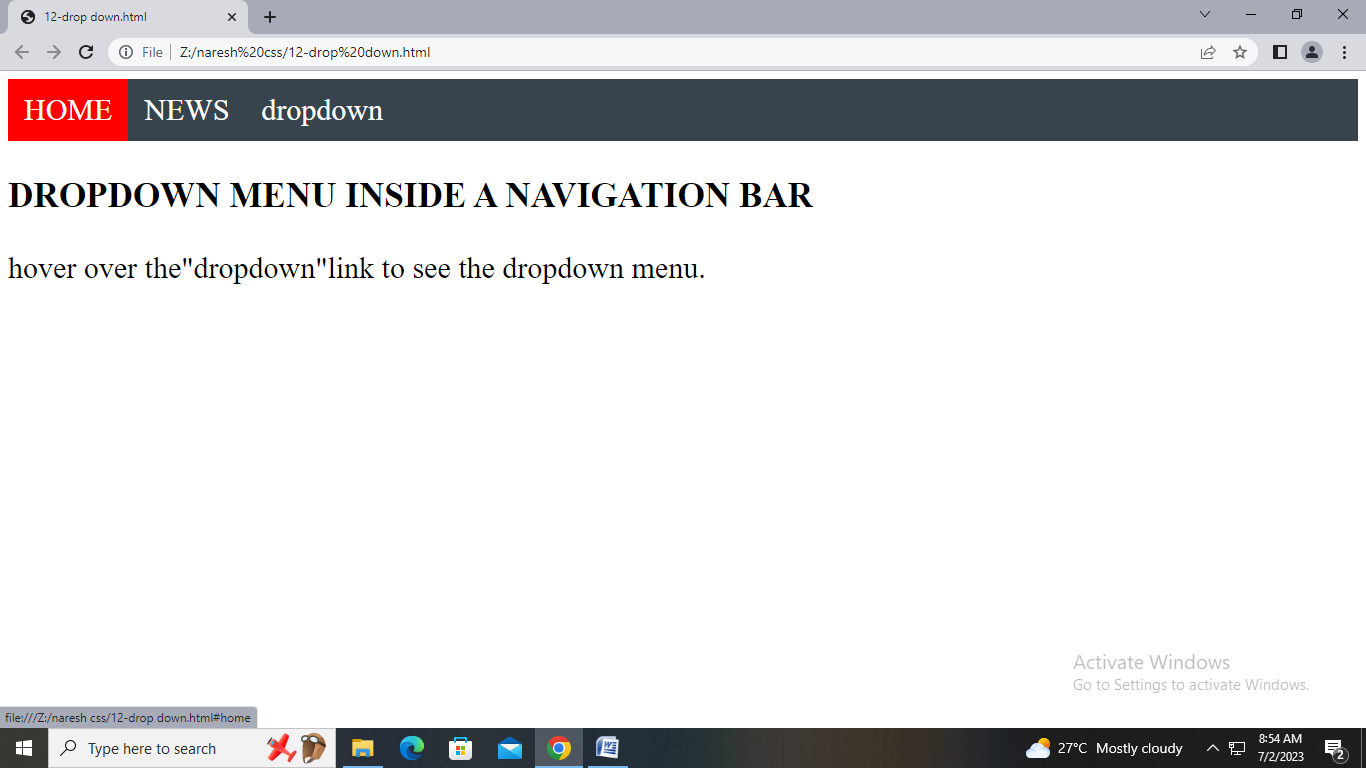 12-drop down.html
File
Z:/naresh%20css/12-drop%20down.html
HOME NEWS dropdown
DROPDOWN MENU INSIDE A NAVIGATION BAR
hover over the"dropdown"link to see the dropdown menu.
Activate Windows
Go to Settings to activate Windows.
file:///Z:/naresh css/12-drop down.html#home
Type here to search
27°C Mostly cloudy
8:54 AM
7/2/2023
2